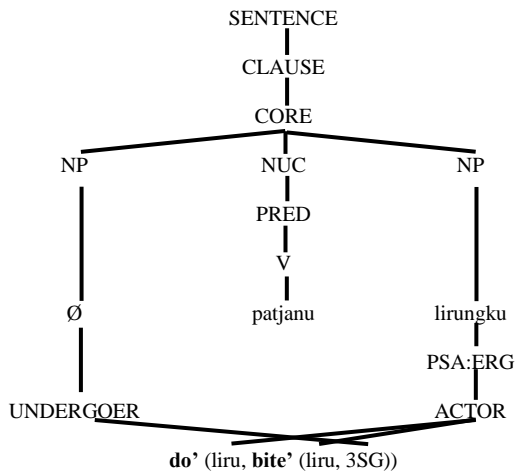 SENTENCE
CLAUSE
CORE
NP NUC NP
PRED
V
Ø patjanu lirungku
PSA:ERG
UNDERGOER ACTOR
do’ (liru, bite’ (liru, 3SG))